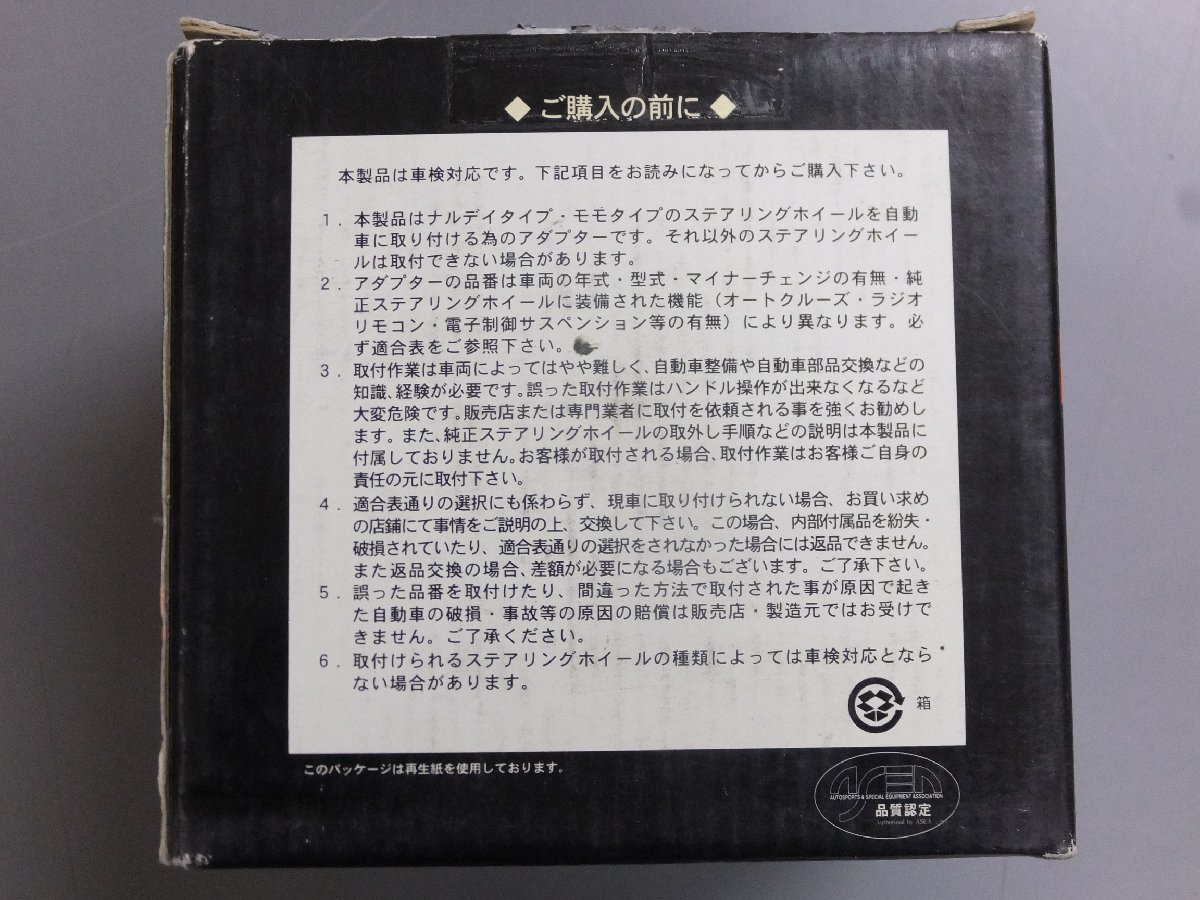 ◆ ご購入の前に ◆
本製品は車検対応です。下記項目をお読みになってからご購入下さい。
1. 本製品はナルデイタイプ・モモタイプのステアリングホイールを自動
車に取り付ける為のアダプターです。それ以外のステアリングホイー
ルは取付できない場合があります。
2. アダプターの品番は車両の年式・型式・マイナーチェンジの有無・純
正ステアリングホイールに装備された機能(オートクルーズ・ラジオ
リモコン・電子制御サスペンション等の有無)により異なります。必
ず適合表をご参照下さい。
3. 取付作業は車両によってはやや難しく、自動車整備や自動車部品交換などの
知識、経験が必要です。誤った取付作業はハンドル操作が出来なくなるなど
大変危険です。販売店または専門業者に取付を依頼される事を強くお勧めし
ます。また、純正ステアリングホイールの取外し手順などの説明は本製品に
付属しておりません。お客様が取付される場合、取付作業はお客様ご自身の
責任の元に取付下さい。
4. 適合表通りの選択にも係わらず、現車に取り付けられない場合、お買い求め
の店鋪にて事情をご説明の上、交換して下さい。この場合、内部付属品を紛失・
破損されていたり、適合表通りの選択をされなかった場合には返品できません。
また返品交換の場合、差額が必要になる場合もございます。ご了承下さい。
5. 誤った品番を取付けたり、間違った方法で取付された事が原因で起き
た自動車の破損・事故等の原因の賠償は販売店・製造元ではお受けで
きません。ご了承ください。
6. 取付けられるステアリングホイールの種類によっては車検対応となら
ない場合があります。
箱
このパッケージは再生紙を使用しております。
ASEA
AUTOSPORTS & SPECIAL EQUIPMENT ASSOCIATION
品質認定
Authorized by ASEA